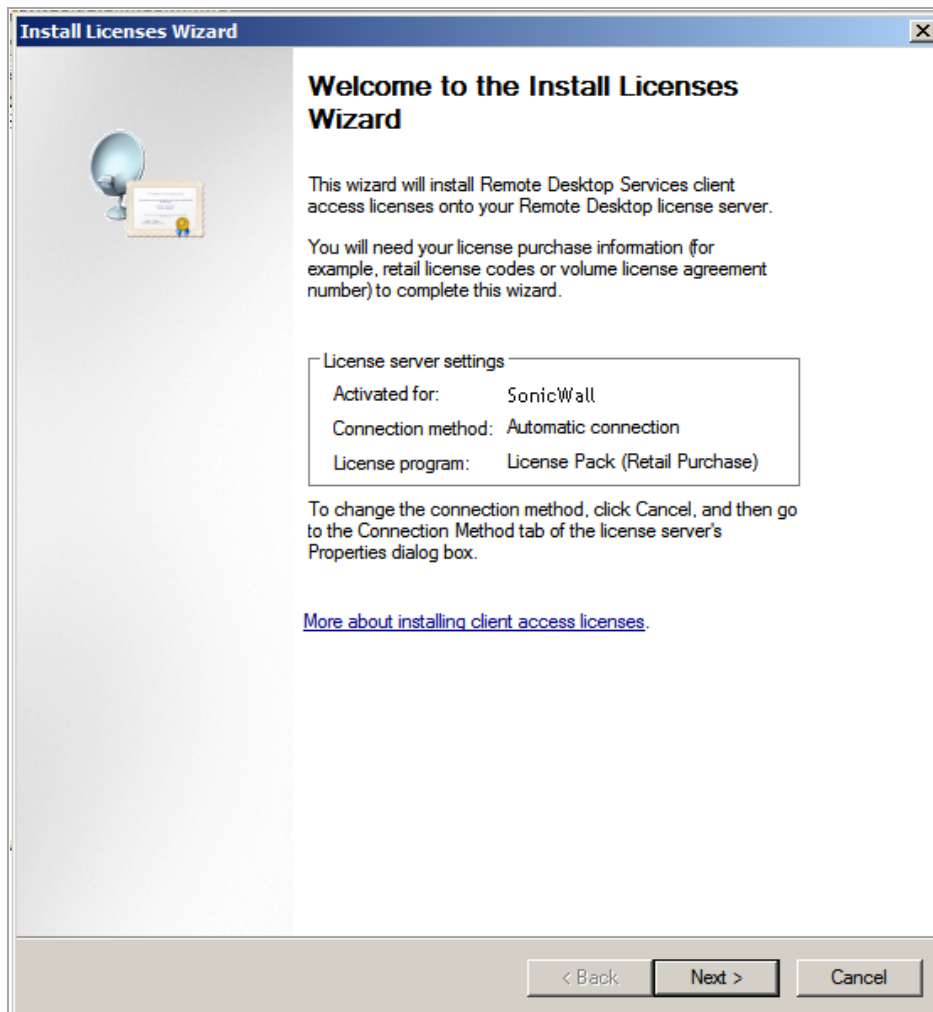 Install Licenses Wizard
Welcome to the Install Licenses
Wizard
This wizard will install Remote Desktop Services client
access licenses onto your Remote Desktop license server.
You will need your license purchase information (for
example, retail license codes or volume license agreement
number) to complete this wizard.
License server settings
Activated for: SonicWall
Connection method: Automatic connection
License program: License Pack (Retail Purchase)
To change the connection method, click Cancel, and then go
to the Connection Method tab of the license server's
Properties dialog box.
More about installing client access licenses.
< Back Next > Cancel